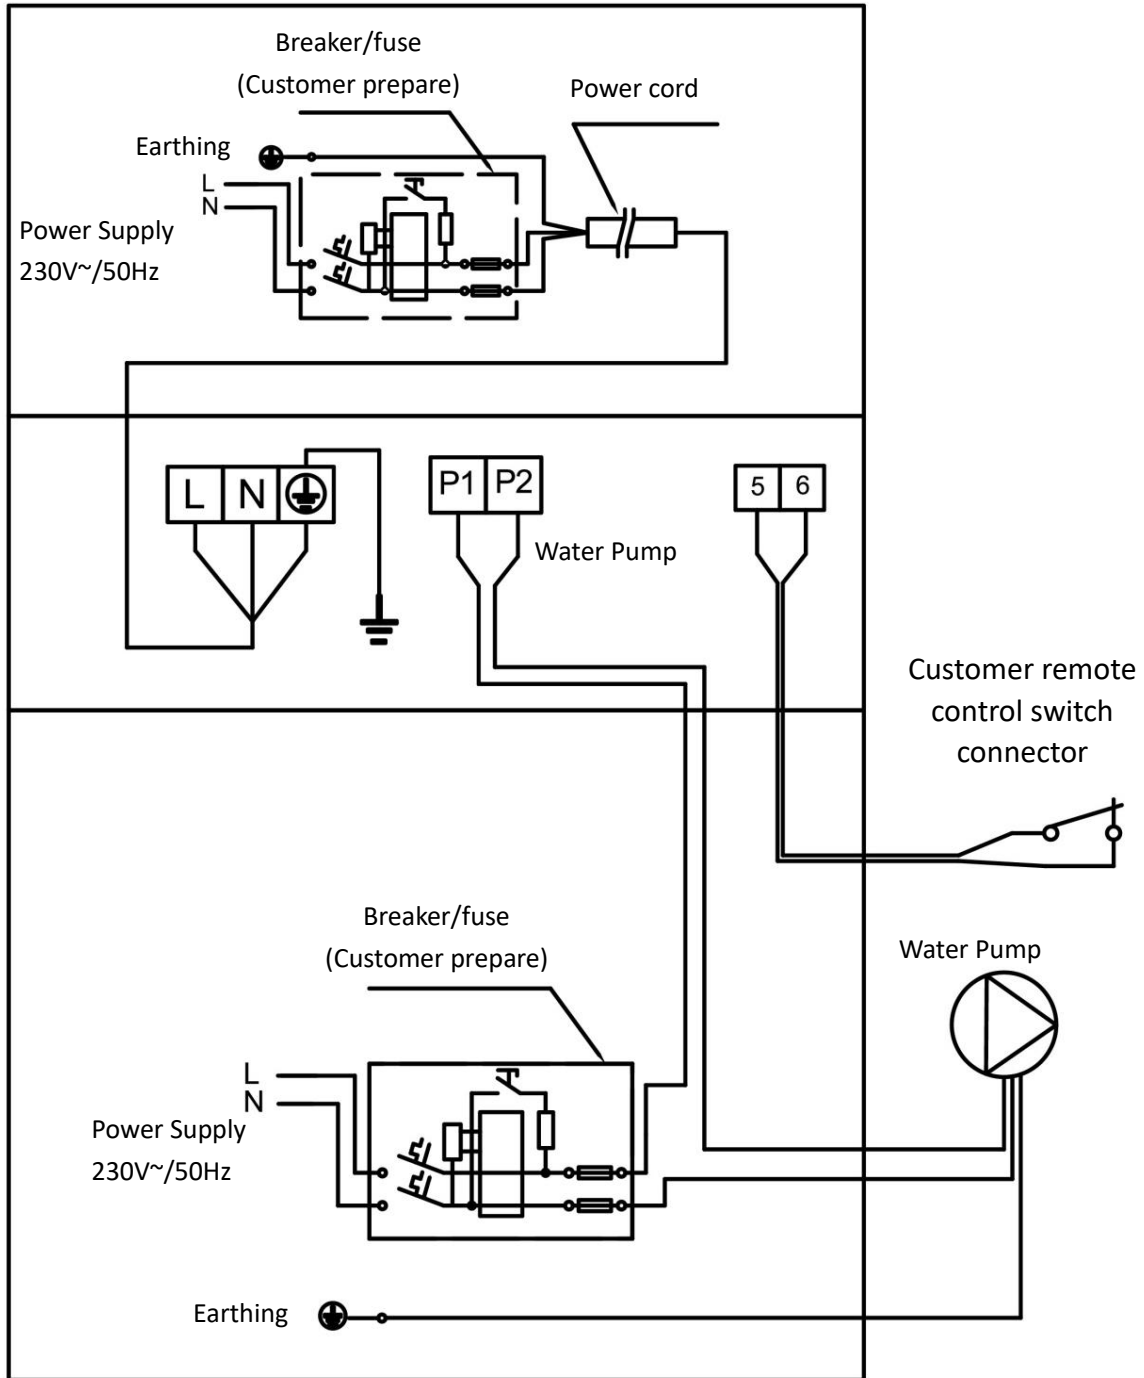 Breaker/fuse
(Customer prepare)
Power cord
Earthing
L
N
Power Supply
230V~/50Hz
L N
P1 P2
5 6
Water Pump
Customer remote
control switch
connector
Breaker/fuse
(Customer prepare)
Water Pump
L
N
Power Supply
230V~/50Hz
Earthing